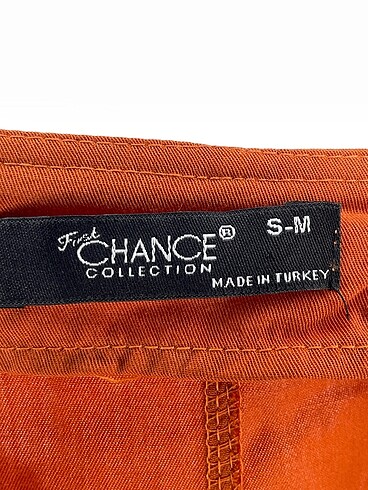 First
CHANCE®
COLLECTION
S-M
MADE IN TURKEY